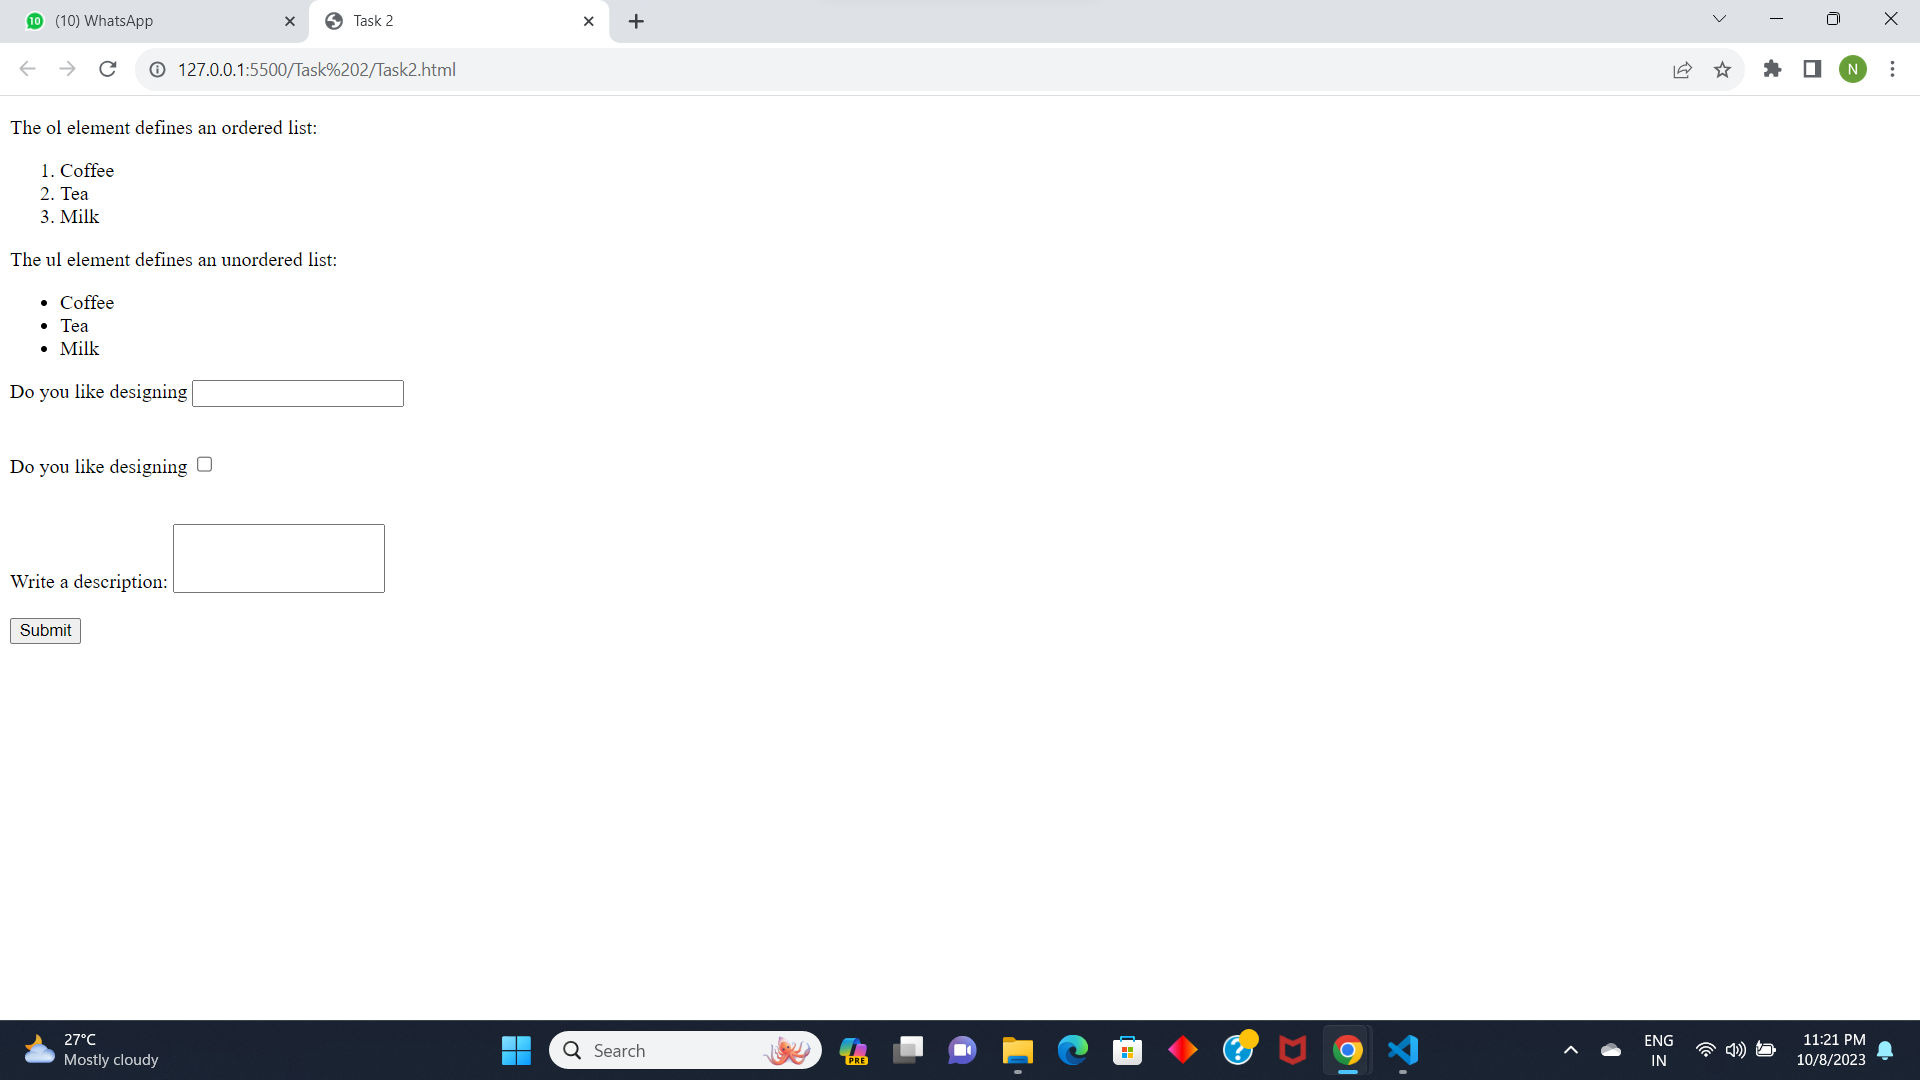 10
(10) WhatsApp
Task 2
127.0.0.1:5500/Task%202/Task2.html
N
The ol element defines an ordered list:
1. Coffee
2. Tea
3. Milk
The ul element defines an unordered list:
• Coffee
• Tea
• Milk
Do you like designing
Do you like designing
Write a description:
Submit
27°C
Mostly cloudy
Search
PRE
ENG
IN
11:21 PM
10/8/2023